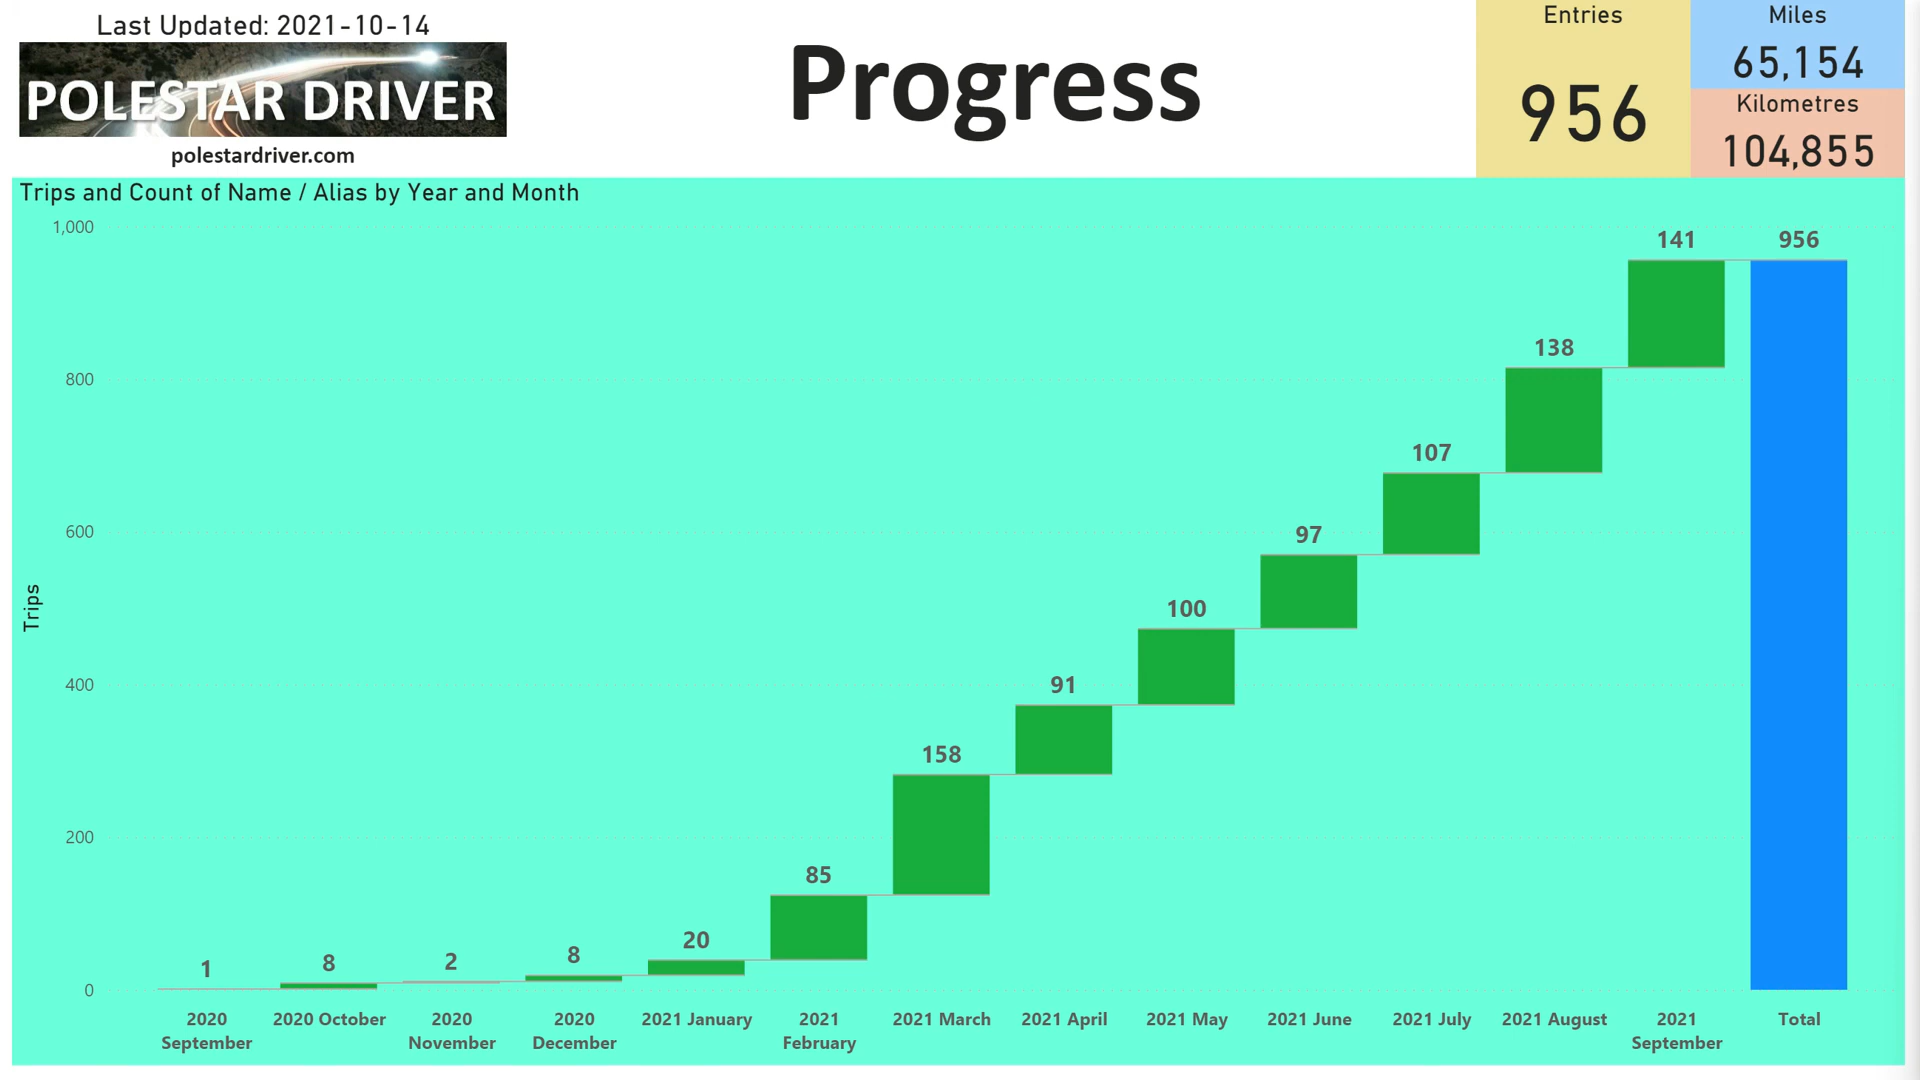 Last Updated: 2021-10-14
POLESTAR DRIVER
polestardriver.com
Progress
Entries
956
Miles
65,154
Kilometres
104,855
Trips and Count of Name / Alias by Year and Month
Trips
1,000
800
600
400
200
0
1
8
2
8
20
85
158
91
100
97
107
138
141
956
2020
September
2020 October
2020
November
2020
December
2021 January
2021
February
2021 March
2021 April
2021 May
2021 June
2021 July
2021 August
2021
September
Total